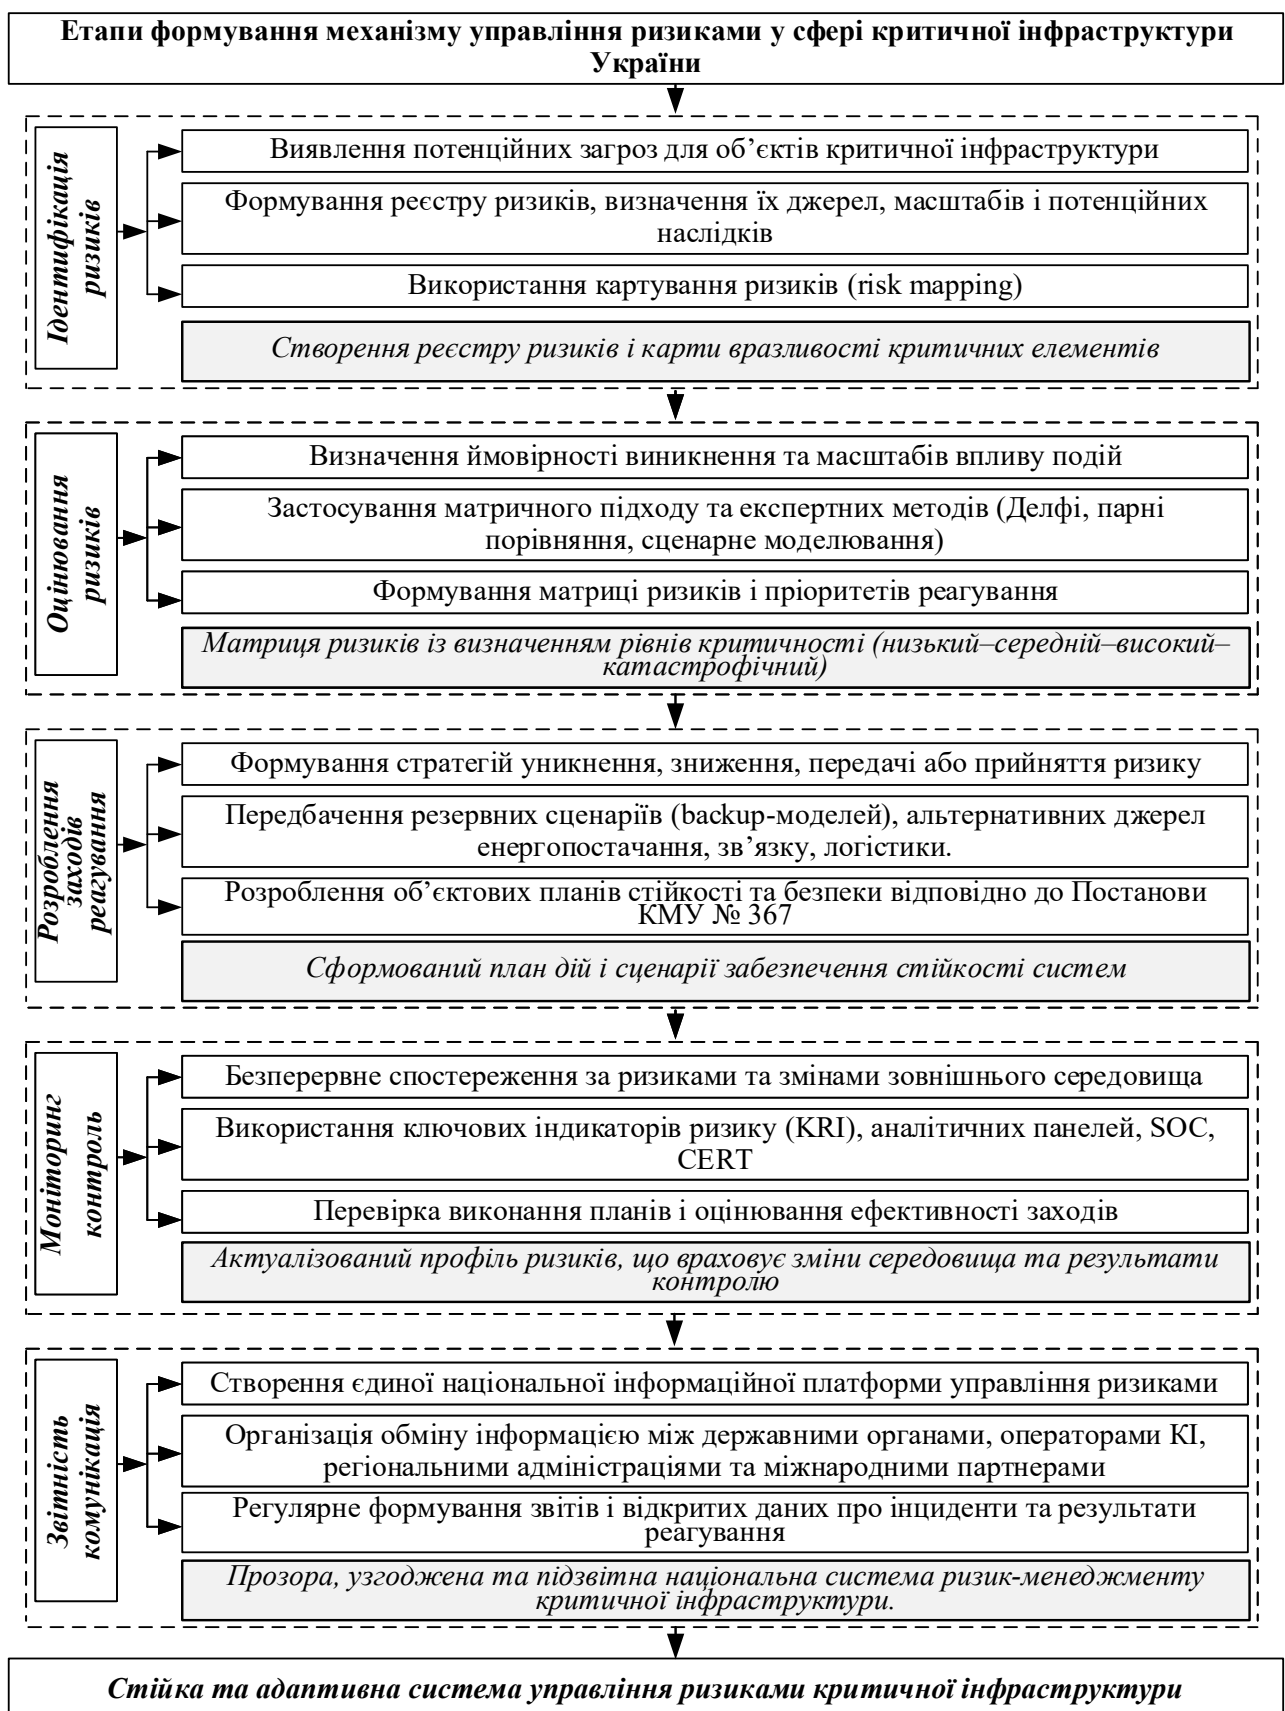 Етапи формування механізму управління ризиками у сфері критичної інфраструктури
України
Ідентифікація
ризиків
Виявлення потенційних загроз для об’єктів критичної інфраструктури
Формування реєстру ризиків, визначення їх джерел, масштабів і потенційних
наслідків
Використання картування ризиків (risk mapping)
Створення реєстру ризиків і карти вразливості критичних елементів
Оцінювання
ризиків
Визначення ймовірності виникнення та масштабів впливу подій
Застосування матричного підходу та експертних методів (Делфі, парні
порівняння, сценарне моделювання)
Формування матриці ризиків і пріоритетів реагування
Матриця ризиків із визначенням рівнів критичності (низький–середній–високий–
катастрофічний)
Розроблення
заходів
реагування
Формування стратегій уникнення, зниження, передачі або прийняття ризику
Передбачення резервних сценаріїв (backup-моделей), альтернативних джерел
енергопостачання, зв’язку, логістики.
Розроблення об’єктових планів стійкості та безпеки відповідно до Постанови
КМУ № 367
Сформований план дій і сценарії забезпечення стійкості систем
Моніторинг
контроль
Безперервне спостереження за ризиками та змінами зовнішнього середовища
Використання ключових індикаторів ризику (KRI), аналітичних панелей, SOC,
CERT
Перевірка виконання планів і оцінювання ефективності заходів
Актуалізований профіль ризиків, що враховує зміни середовища та результати
контролю
Звітність
комунікація
Створення єдиної національної інформаційної платформи управління ризиками
Організація обміну інформацією між державними органами, операторами КІ,
регіональними адміністраціями та міжнародними партнерами
Регулярне формування звітів і відкритих даних про інциденти та результати
реагування
Прозора, узгоджена та підзвітна національна система ризик-менеджменту
критичної інфраструктури.
Стійка та адаптивна система управління ризиками критичної інфраструктури